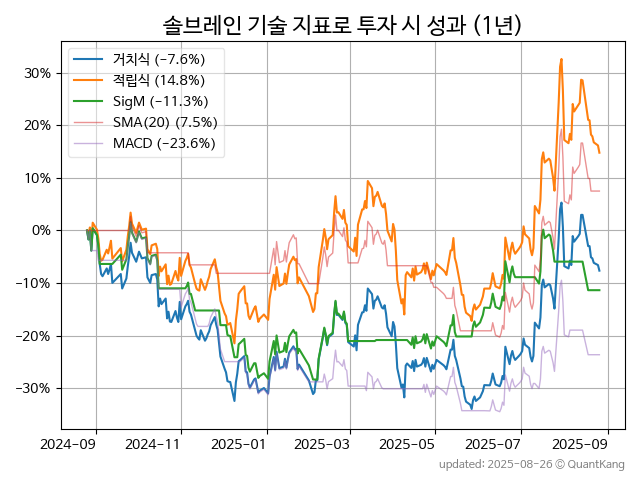 솔브레인 기술 지표로 투자 시 성과 (1년)
거치식 (−7.6%)
적립식 (14.8%)
SigM (−11.3%)
SMA(20) (7.5%)
MACD (−23.6%)
30%
20%
10%
0%
−10%
−20%
−30%
2024-09 2024-11 2025-01 2025-03 2025-05 2025-07 2025-09
updated: 2025-08-26 © QuantKang